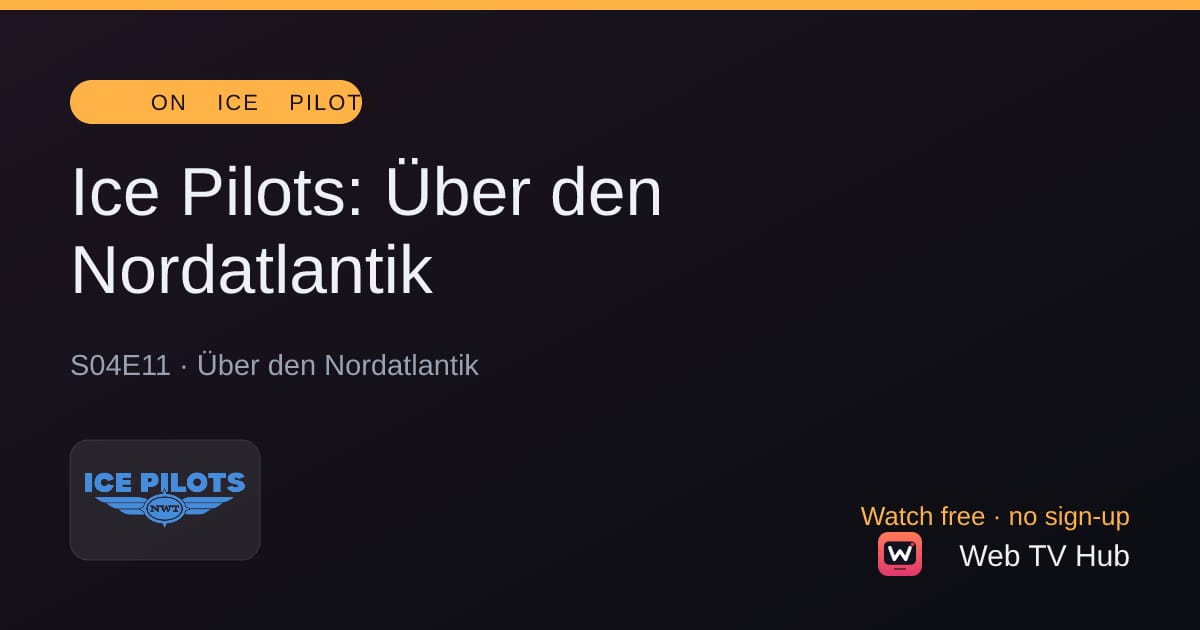 ON ICE PILOT
Ice Pilots: Über den
Nordatlantik
S04E11 · Über den Nordatlantik
ICE PILOTS
NWT
Watch free · no sign-up
W
Web TV Hub